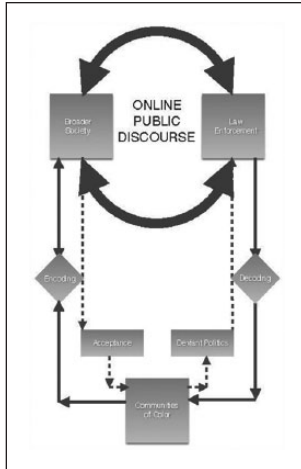 ONLINE
PUBLIC
DISCOURSE
Broader
Society
Law
Enforcement
Encoding
Decoding
Acceptance
Deviant Politics
Communities
of Color